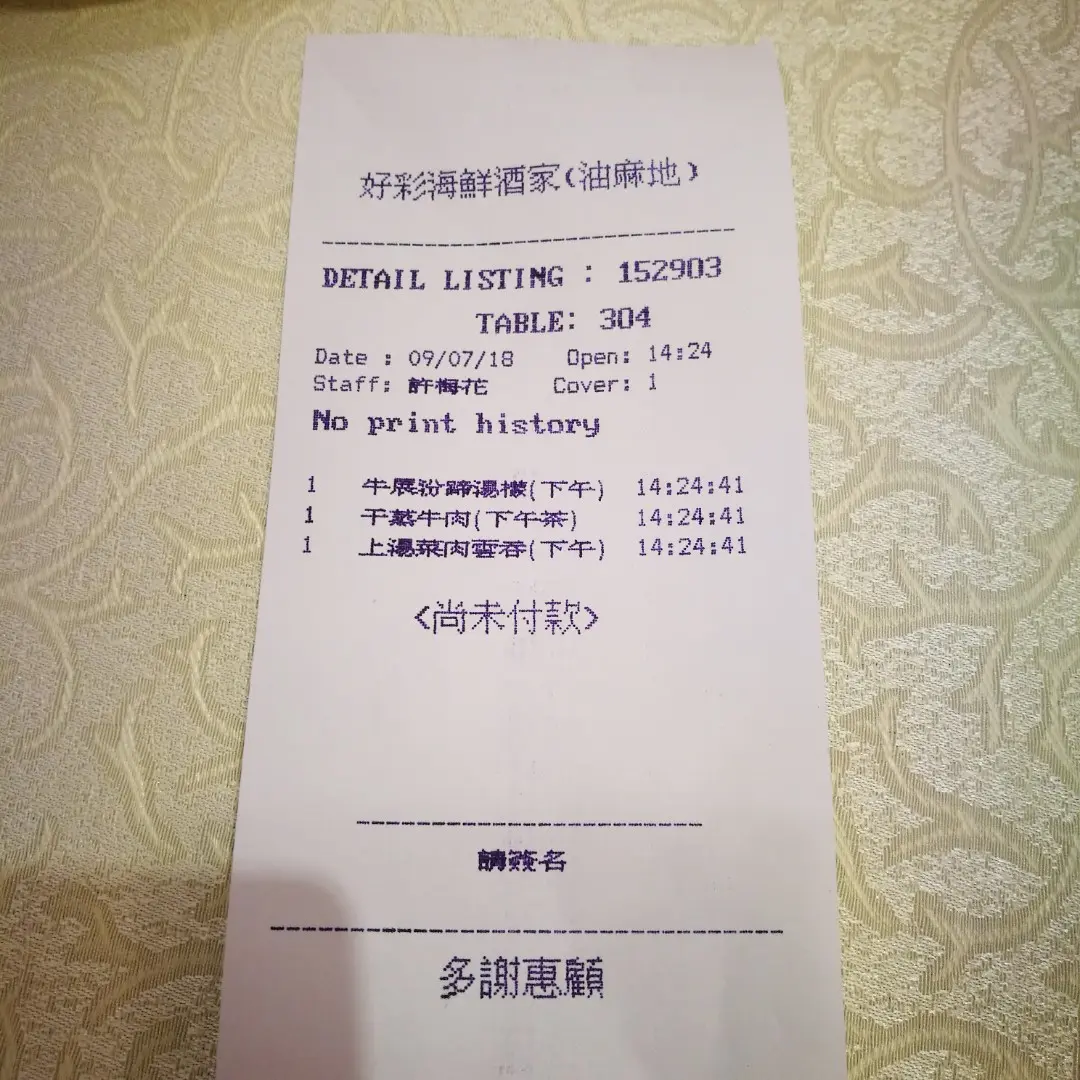 好彩海鮮酒家(油麻地)
DETAIL LISTING : 152903
TABLE: 304
Date : 09/07/18 Open: 14:24
Staff: 許梅花 Cover: 1
No print history
1 牛展汾蹄湯檬(下午) 14:24:41
1 干蒸牛肉(下午茶) 14:24:41
1 上湯菜肉雲吞(下午) 14:24:41
<尚未付款>
請簽名
多謝惠顧